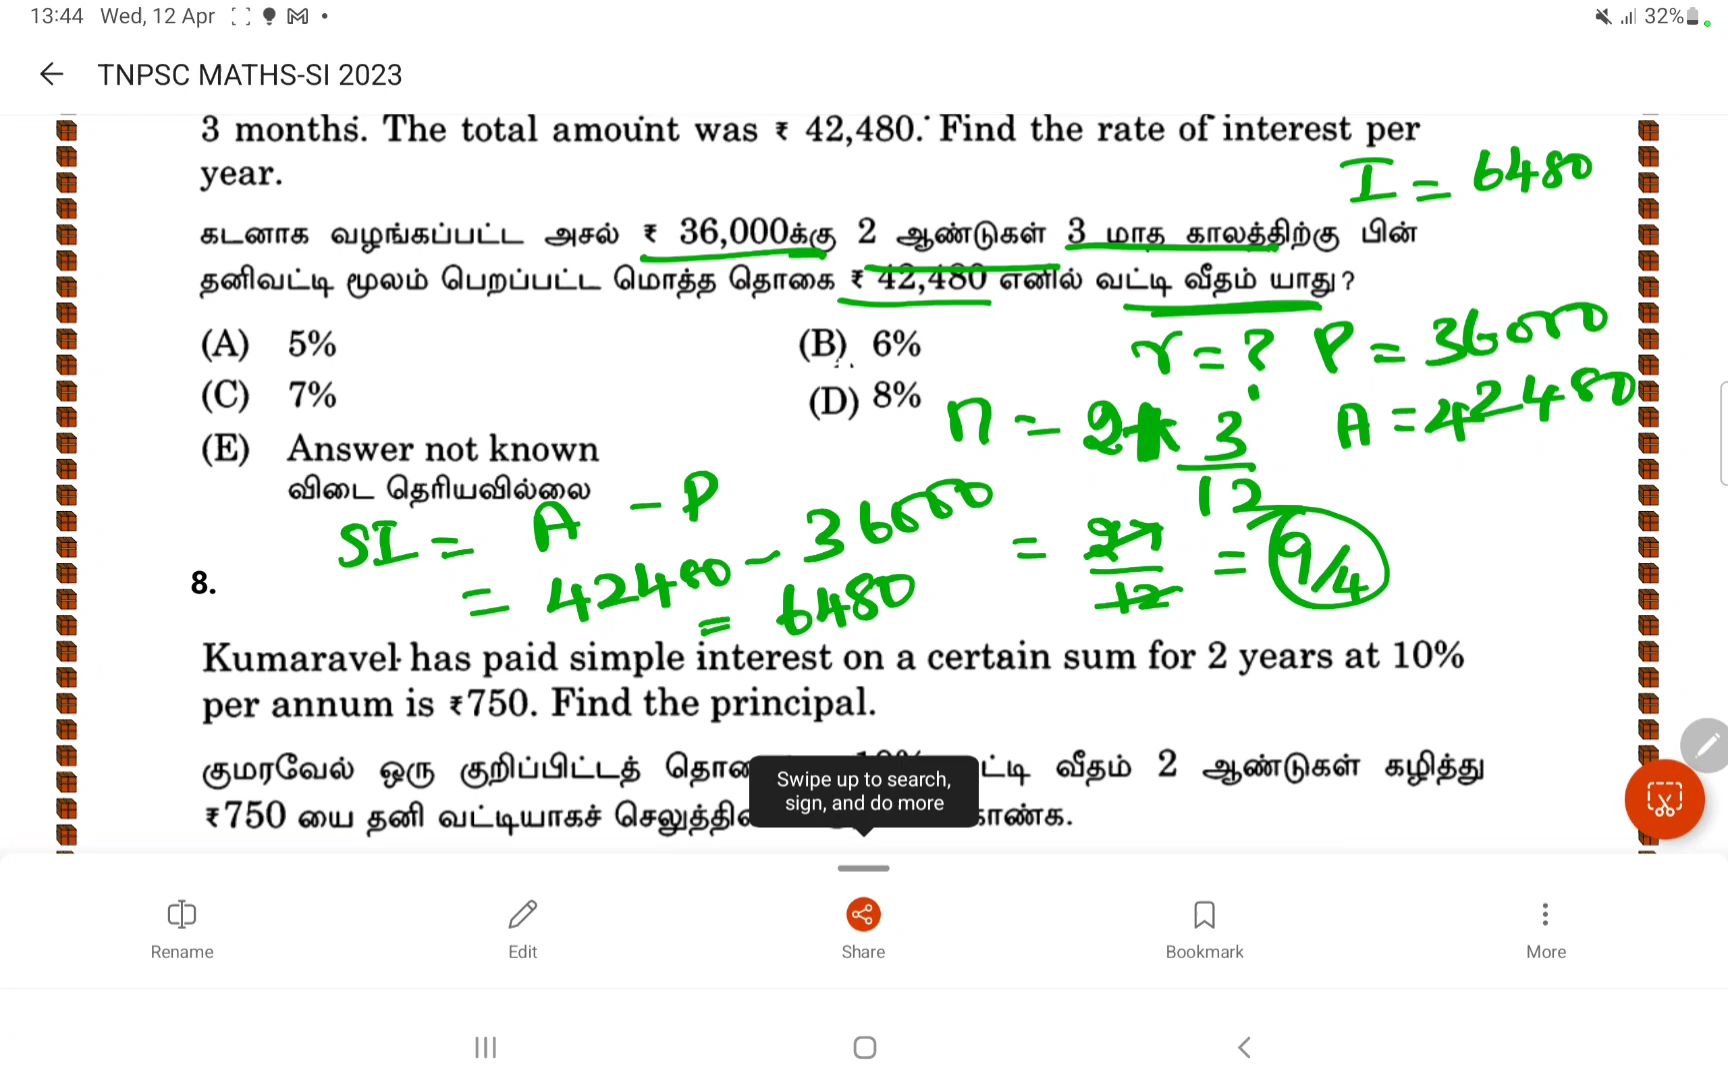 13:44 Wed, 12 Apr
32%
TNPSC MATHS-SI 2023
3 months. The total amount was ₹ 42,480. Find the rate of interest per
year.
I = 6480
கடனாக வழங்கப்பட்ட அசல் ₹ 36,000க்கு 2 ஆண்டுகள் 3 மாத காலத்திற்கு பின்
தனிவட்டி மூலம் பெறப்பட்ட மொத்த தொகை ₹ 42,480 எனில் வட்டி வீதம் யாது?
(A) 5% (B) 6%
r = ? P = 36000
(C) 7% (D) 8%
n = 2 3/12 A = 42480
(E) Answer not known
விடை தெரியவில்லை
SI = A - P
= 42480 - 36000 = 27/12 = 9/4
= 6480
8.
Kumaravel has paid simple interest on a certain sum for 2 years at 10%
per annum is ₹750. Find the principal.
குமரவேல் ஒரு குறிப்பிட்டத் வீதம் 2 ஆண்டுகள் கழித்து
₹750 யை தனி வட்டியாகச்
Swipe up to search,
sign, and do more
Rename Edit Share Bookmark More